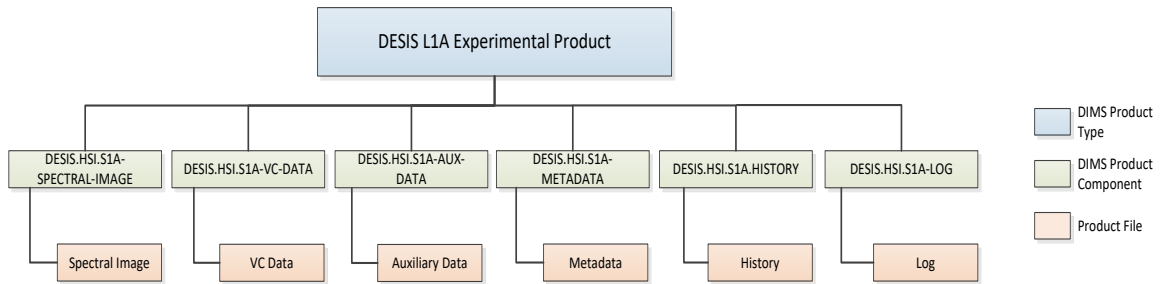 DESIS L1A Experimental Product
DIMS Product
Type
DESIS.HSI.S1A-
SPECTRAL-IMAGE
DESIS.HSI.S1A-VC-DATA
DESIS.HSI.S1A-AUX-
DATA
DESIS.HSI.S1A-
METADATA
DESIS.HSI.S1A.HISTORY
DESIS.HSI.S1A-LOG
DIMS Product
Component
Product File
Spectral Image
VC Data
Auxiliary Data
Metadata
History
Log